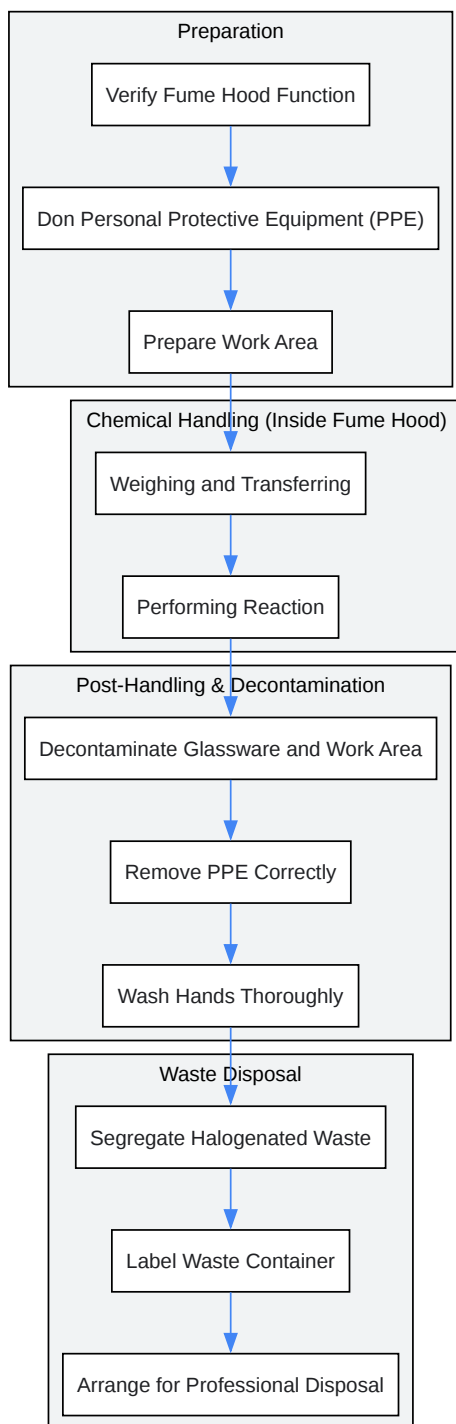 Preparation
Verify Fume Hood Function
Don Personal Protective Equipment (PPE)
Prepare Work Area
Chemical Handling (Inside Fume Hood)
Weighing and Transferring
Performing Reaction
Post-Handling & Decontamination
Decontaminate Glassware and Work Area
Remove PPE Correctly
Wash Hands Thoroughly
Waste Disposal
Segregate Halogenated Waste
Label Waste Container
Arrange for Professional Disposal